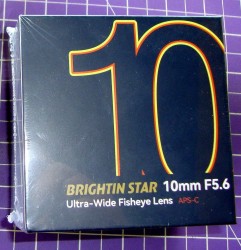 10
BRIGHTIN STAR 10mm F5.6
Ultra-Wide Fisheye Lens APS-C